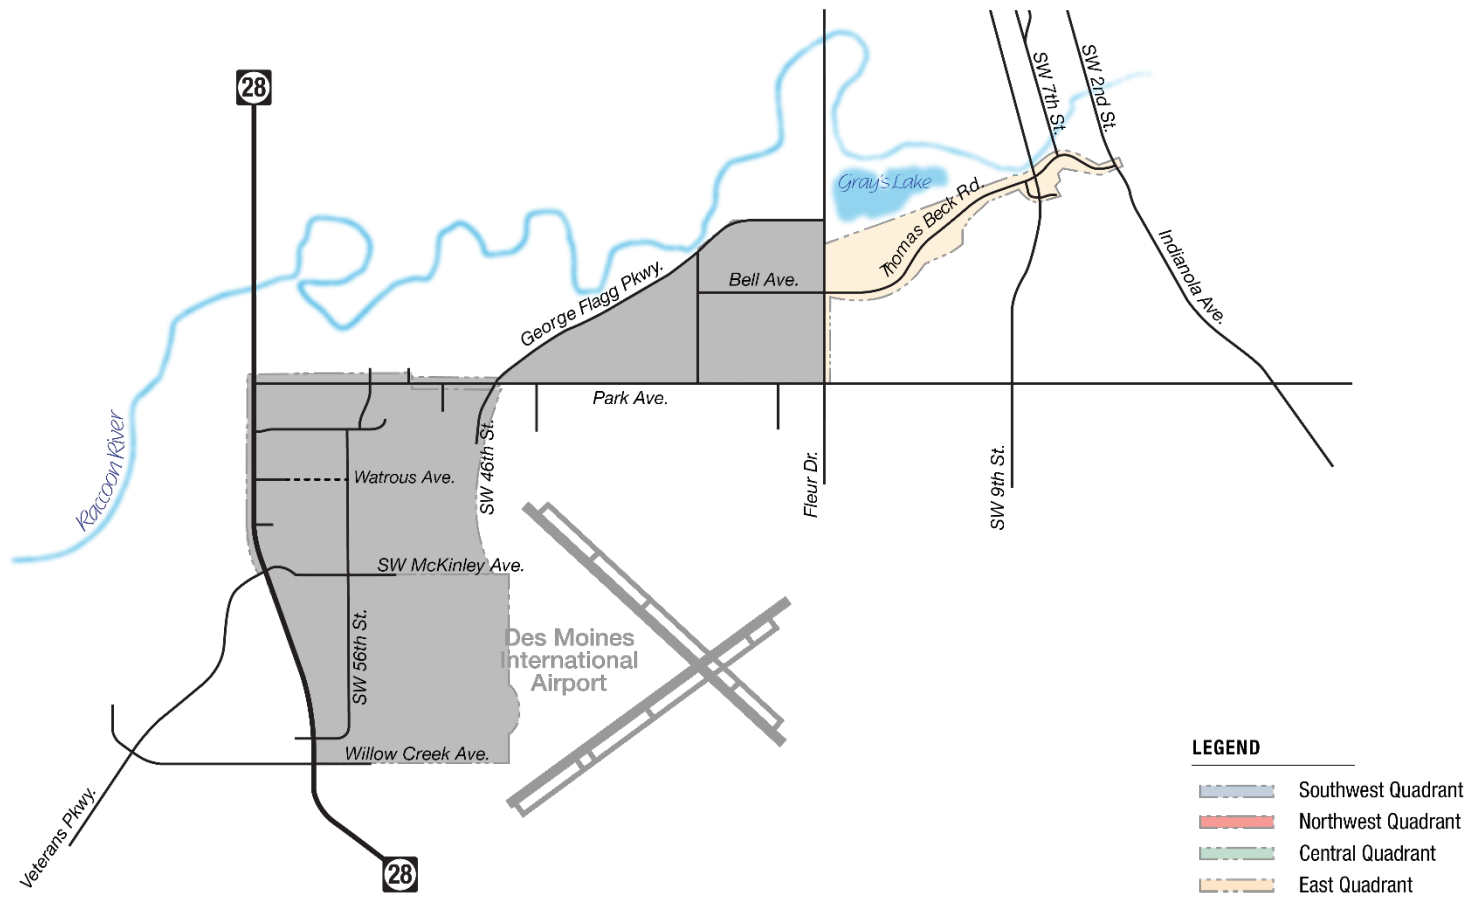 28
SW 7th St.
SW 2nd St.
Gray's Lake
Thomas Beck Rd.
Indianola Ave.
George Flagg Pkwy.
Bell Ave.
Park Ave.
Raccoon River
Watrous Ave.
SW 46th St.
Fleur Dr.
SW 9th St.
SW McKinley Ave.
SW 56th St.
Des Moines
International
Airport
Willow Creek Ave.
Veterans Pkwy.
28
LEGEND
Southwest Quadrant
Northwest Quadrant
Central Quadrant
East Quadrant